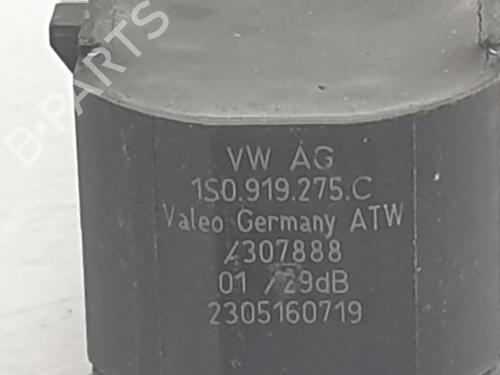 B-PARTS
VW AG
1S0.919.275.C
Valeo Germany ATW
4307888
01 /29dB
2305160719